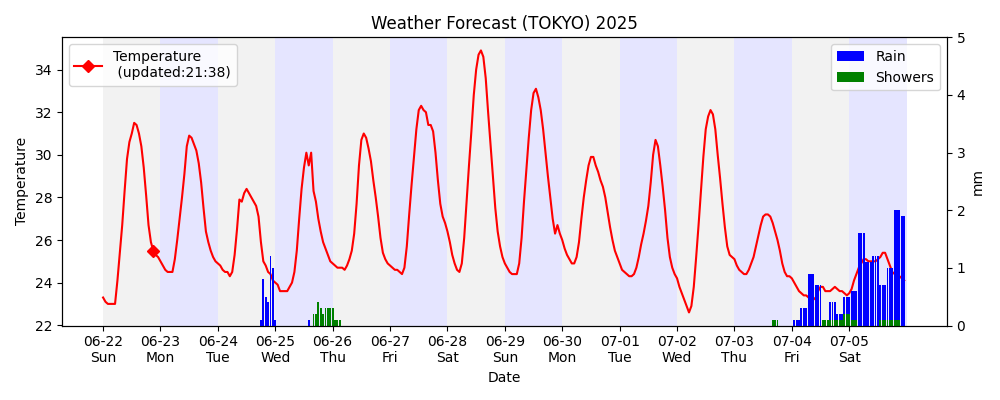 Weather Forecast (TOKYO) 2025
Temperature
(updated:21:38)
Rain
Showers
Temperature
34
32
30
28
26
24
22
5
4
3
2
1
0
mm
06-22 06-23 06-24 06-25 06-26 06-27 06-28 06-29 06-30 07-01 07-02 07-03 07-04 07-05
Sun Mon Tue Wed Thu Fri Sat Sun Mon Tue Wed Thu Fri Sat
Date